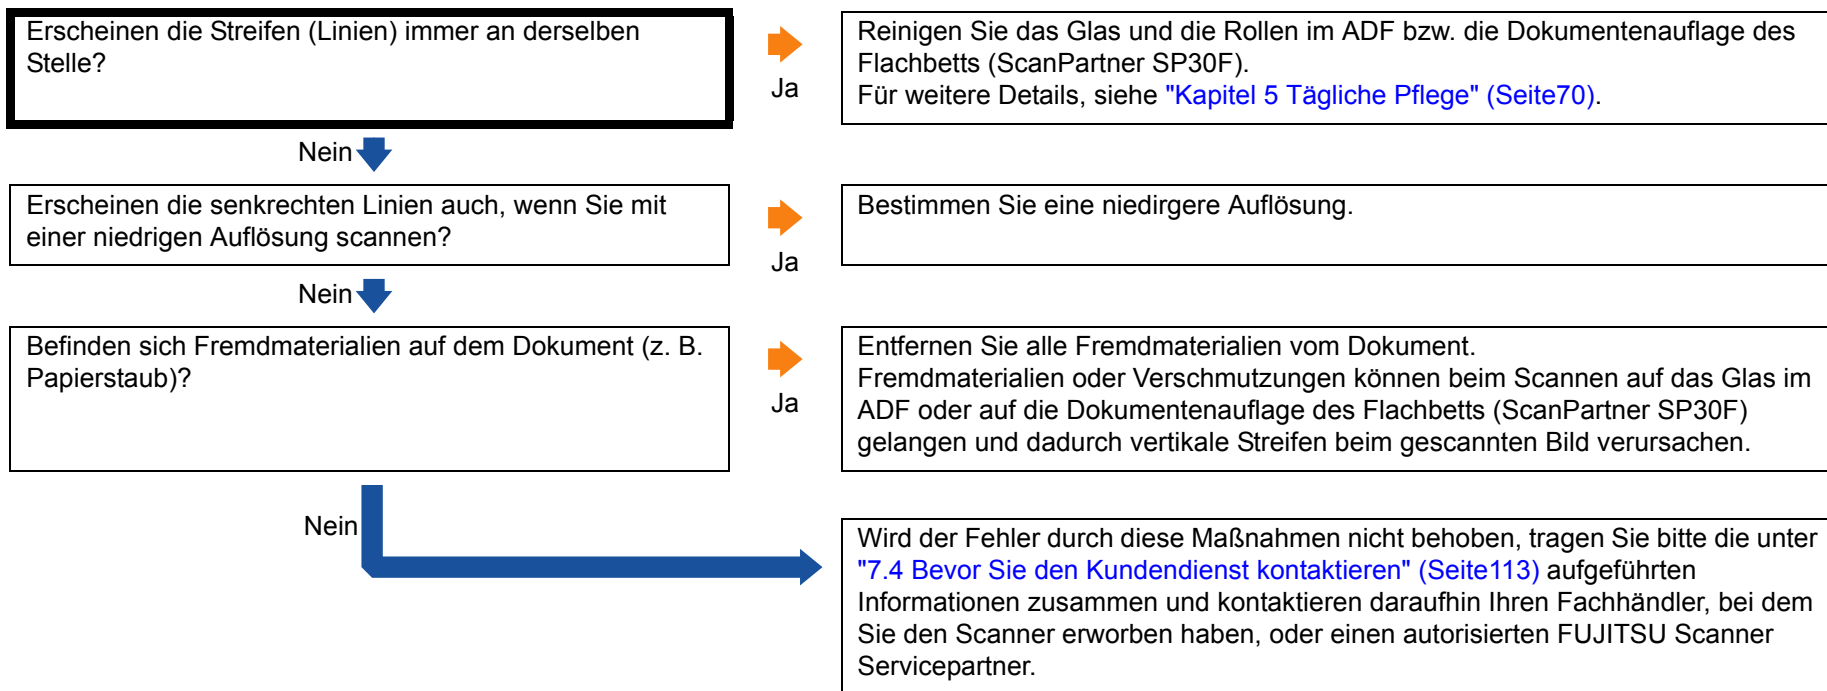 Erscheinen die Streifen (Linien) immer an derselben
Stelle?
Ja
Reinigen Sie das Glas und die Rollen im ADF bzw. die Dokumentenauflage des
Flachbetts (ScanPartner SP30F).
Für weitere Details, siehe "Kapitel 5 Tägliche Pflege" (Seite70).
Nein
Erscheinen die senkrechten Linien auch, wenn Sie mit
einer niedrigen Auflösung scannen?
Ja
Bestimmen Sie eine niedirgere Auflösung.
Nein
Befinden sich Fremdmaterialien auf dem Dokument (z. B.
Papierstaub)?
Ja
Entfernen Sie alle Fremdmaterialien vom Dokument.
Fremdmaterialien oder Verschmutzungen können beim Scannen auf das Glas im
ADF oder auf die Dokumentenauflage des Flachbetts (ScanPartner SP30F)
gelangen und dadurch vertikale Streifen beim gescannten Bild verursachen.
Nein
Wird der Fehler durch diese Maßnahmen nicht behoben, tragen Sie bitte die unter
"7.4 Bevor Sie den Kundendienst kontaktieren" (Seite113) aufgeführten
Informationen zusammen und kontaktieren daraufhin Ihren Fachhändler, bei dem
Sie den Scanner erworben haben, oder einen autorisierten FUJITSU Scanner
Servicepartner.